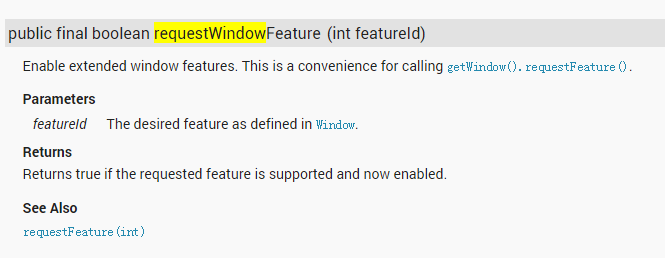 public final boolean requestWindowFeature (int featureId)
Enable extended window features. This is a convenience for calling getWindow().requestFeature().
Parameters
featureId The desired feature as defined in Window.
Returns
Returns true if the requested feature is supported and now enabled.
See Also
requestFeature(int)